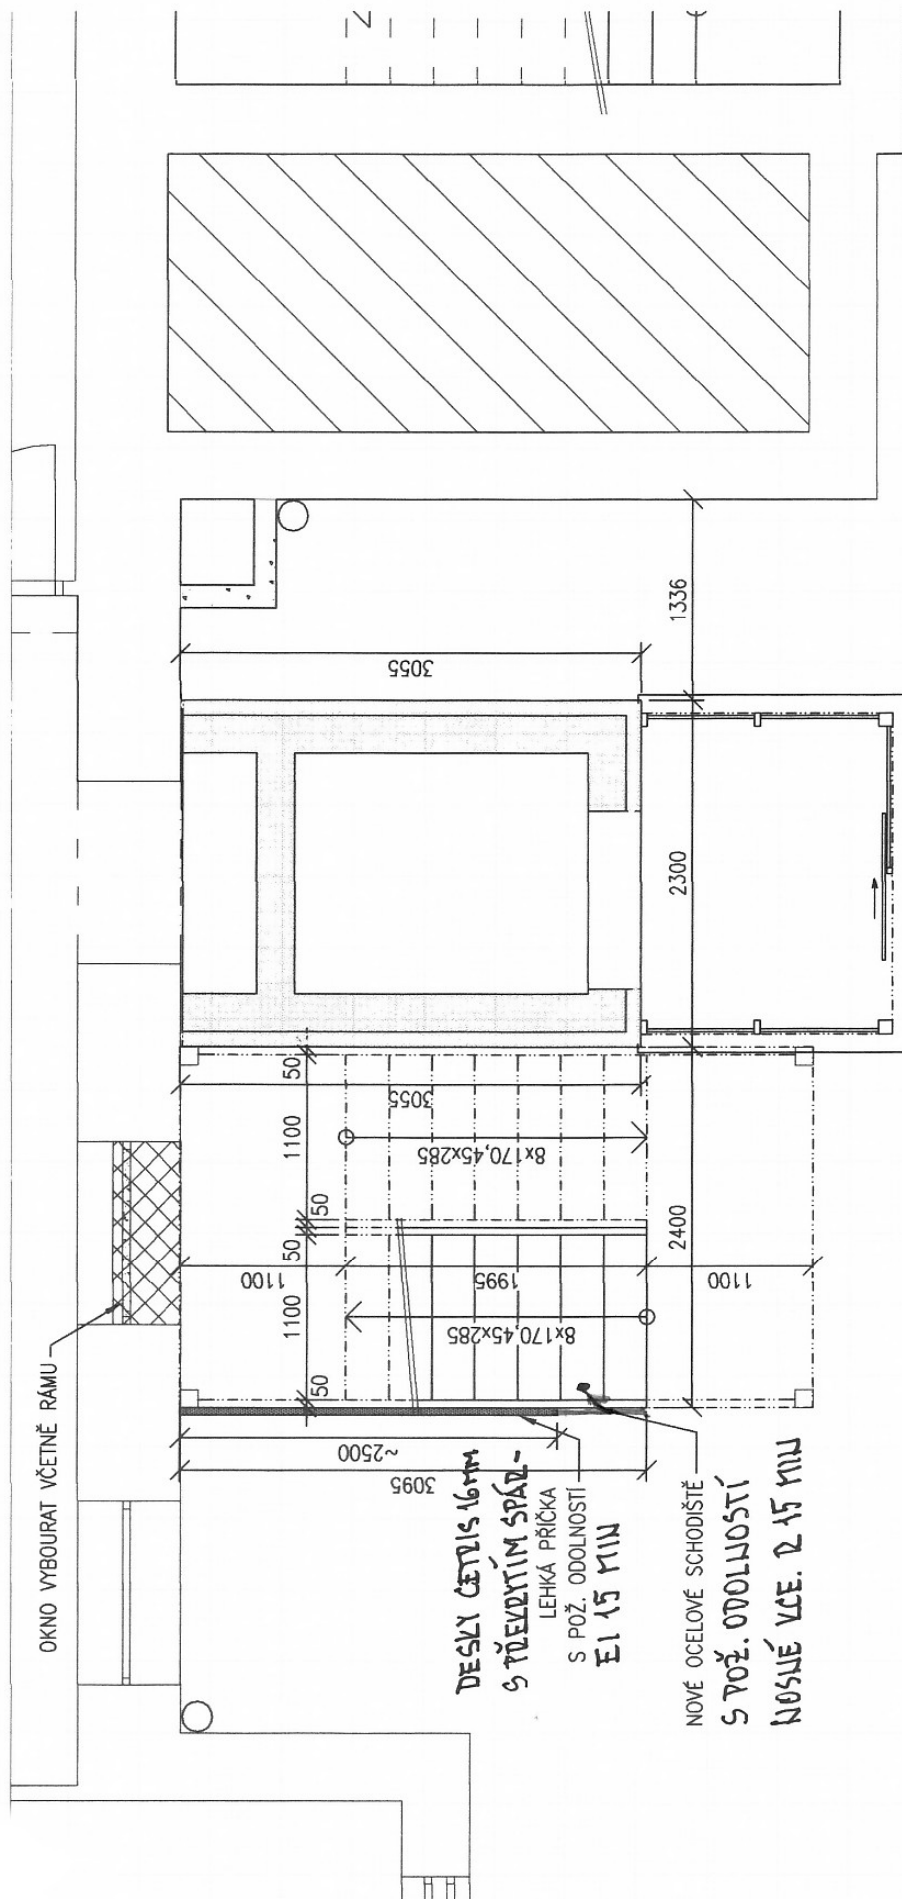 OKNO VYBOURAT VČETNĚ RÁMU
3055
1336
2300
2400
50
1100
50
50
1100
50
3055
8x170,45x285
8x170,45x285
1100
1995
1100
~2500
3095
DESKY CETRIS 16MM
S PŘEKRYTÍM SPÁR-
LEHKÁ PŘÍČKA
S POŽ. ODOLNOSTÍ
EI 15 MIN
NOVÉ OCELOVÉ SCHODIŠTĚ
S POŽ. ODOLNOSTÍ
NOSNÉ KCE. R 15 MIN